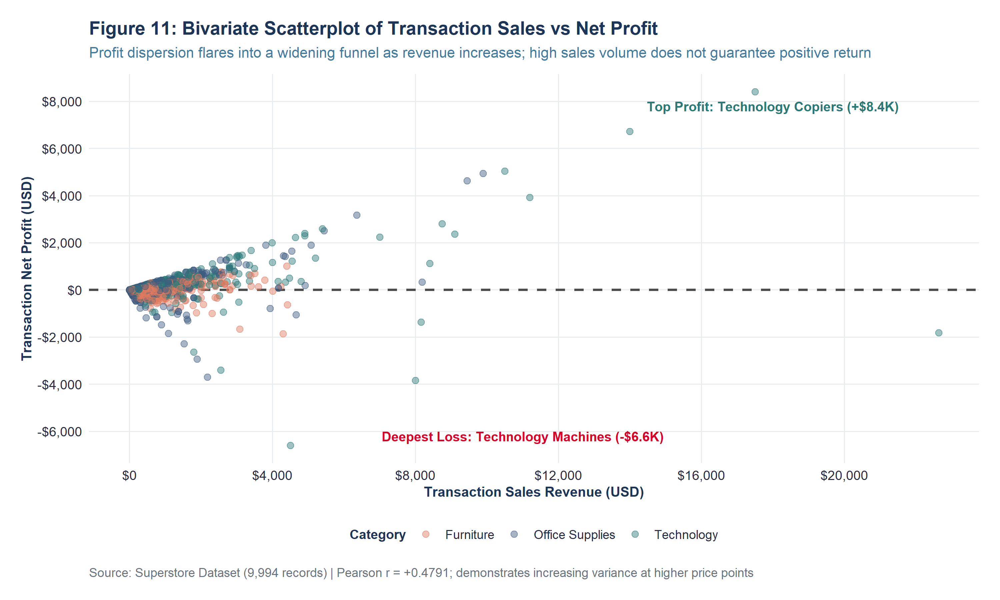 Figure 11: Bivariate Scatterplot of Transaction Sales vs Net Profit
Profit dispersion flares into a widening funnel as revenue increases; high sales volume does not guarantee positive return
Transaction Net Profit (USD)
$8,000
$6,000
$4,000
$2,000
$0
-$2,000
-$4,000
-$6,000
Top Profit: Technology Copiers (+$8.4K)
Deepest Loss: Technology Machines (-$6.6K)
$0 $4,000 $8,000 $12,000 $16,000 $20,000
Transaction Sales Revenue (USD)
Category Furniture Office Supplies Technology
Source: Superstore Dataset (9,994 records) | Pearson r = +0.4791; demonstrates increasing variance at higher price points